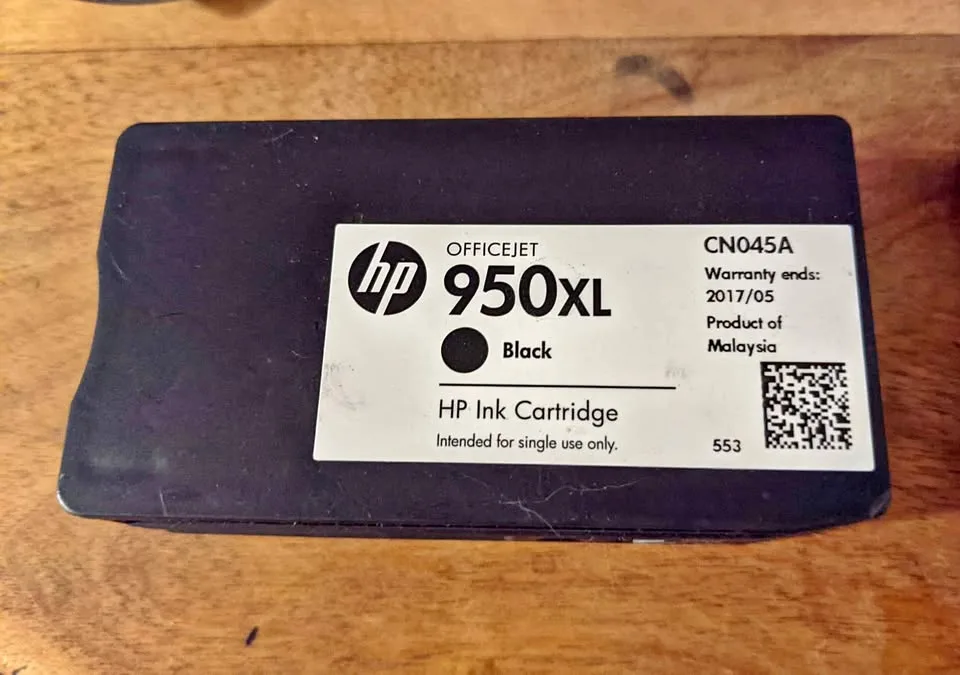 hp
OFFICEJET
950XL
Black
HP Ink Cartridge
Intended for single use only.
CN045A
Warranty ends:
2017/05
Product of
Malaysia
553